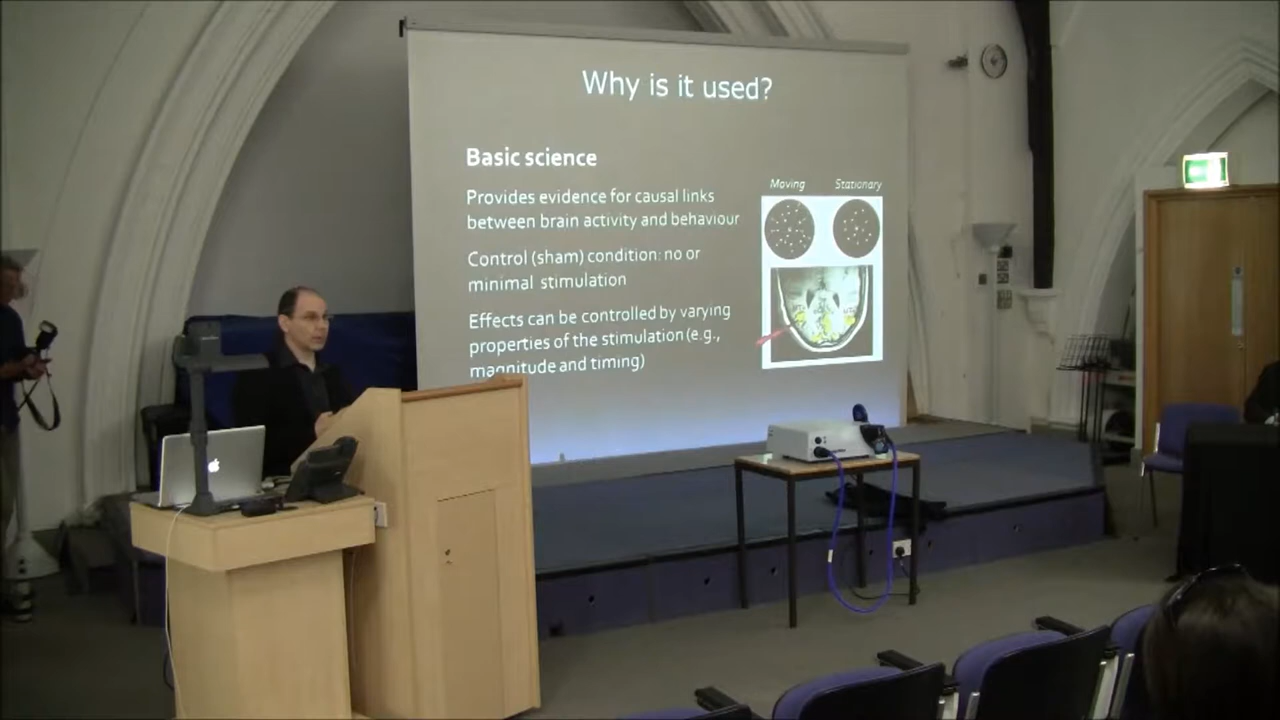 Why is it used?
Basic science
Provides evidence for causal links
between brain activity and behaviour
Control (sham) condition: no or
minimal stimulation
Effects can be controlled by varying
properties of the stimulation (e.g.,
magnitude and timing)
Moving Stationary